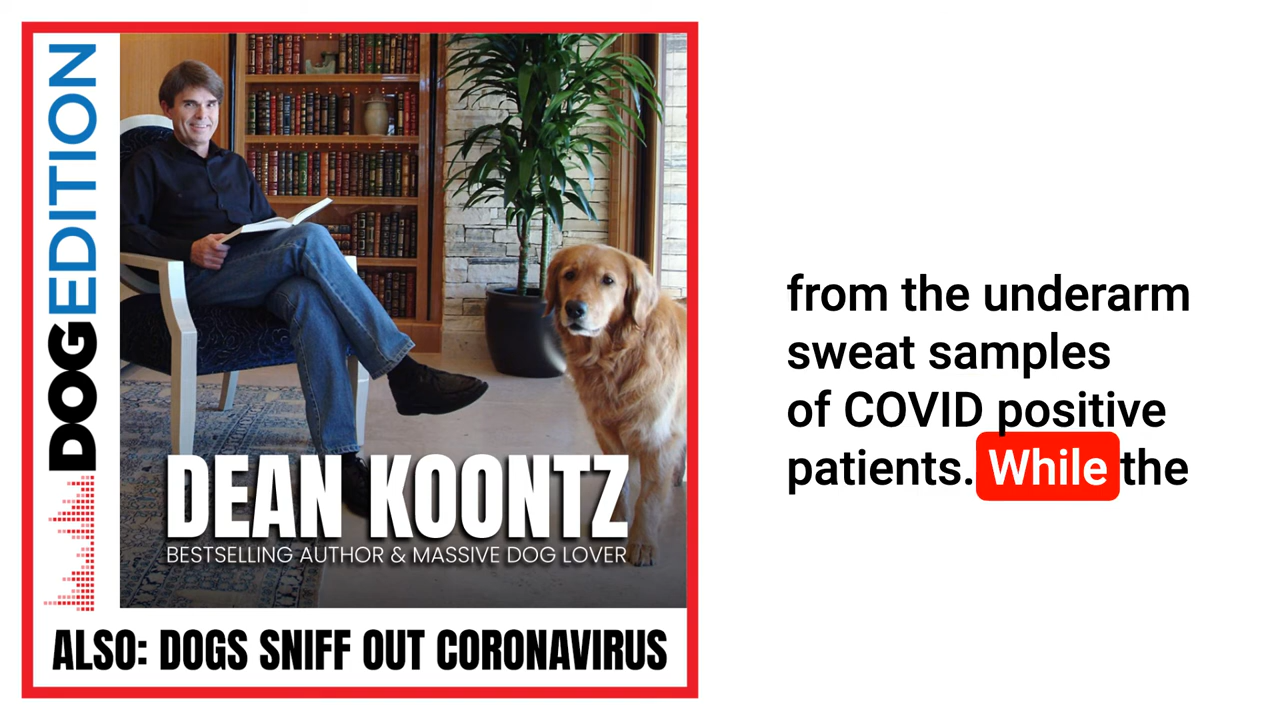 DOGEDITION
DEAN KOONTZ
BESTSELLING AUTHOR & MASSIVE DOG LOVER
ALSO: DOGS SNIFF OUT CORONAVIRUS
from the underarm
sweat samples
of COVID positive
patients. While the